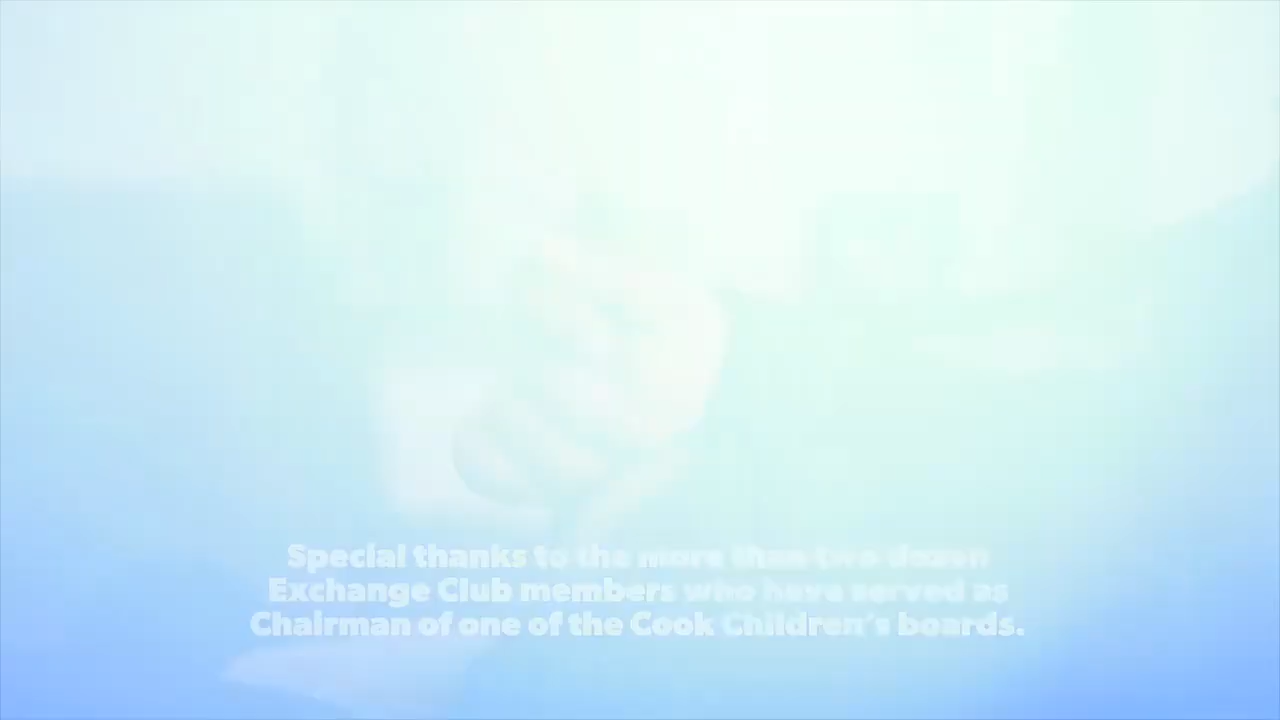 Special thanks to the more than two dozen
Exchange Club members who have served as
Chairman of one of the Cook Children's boards.